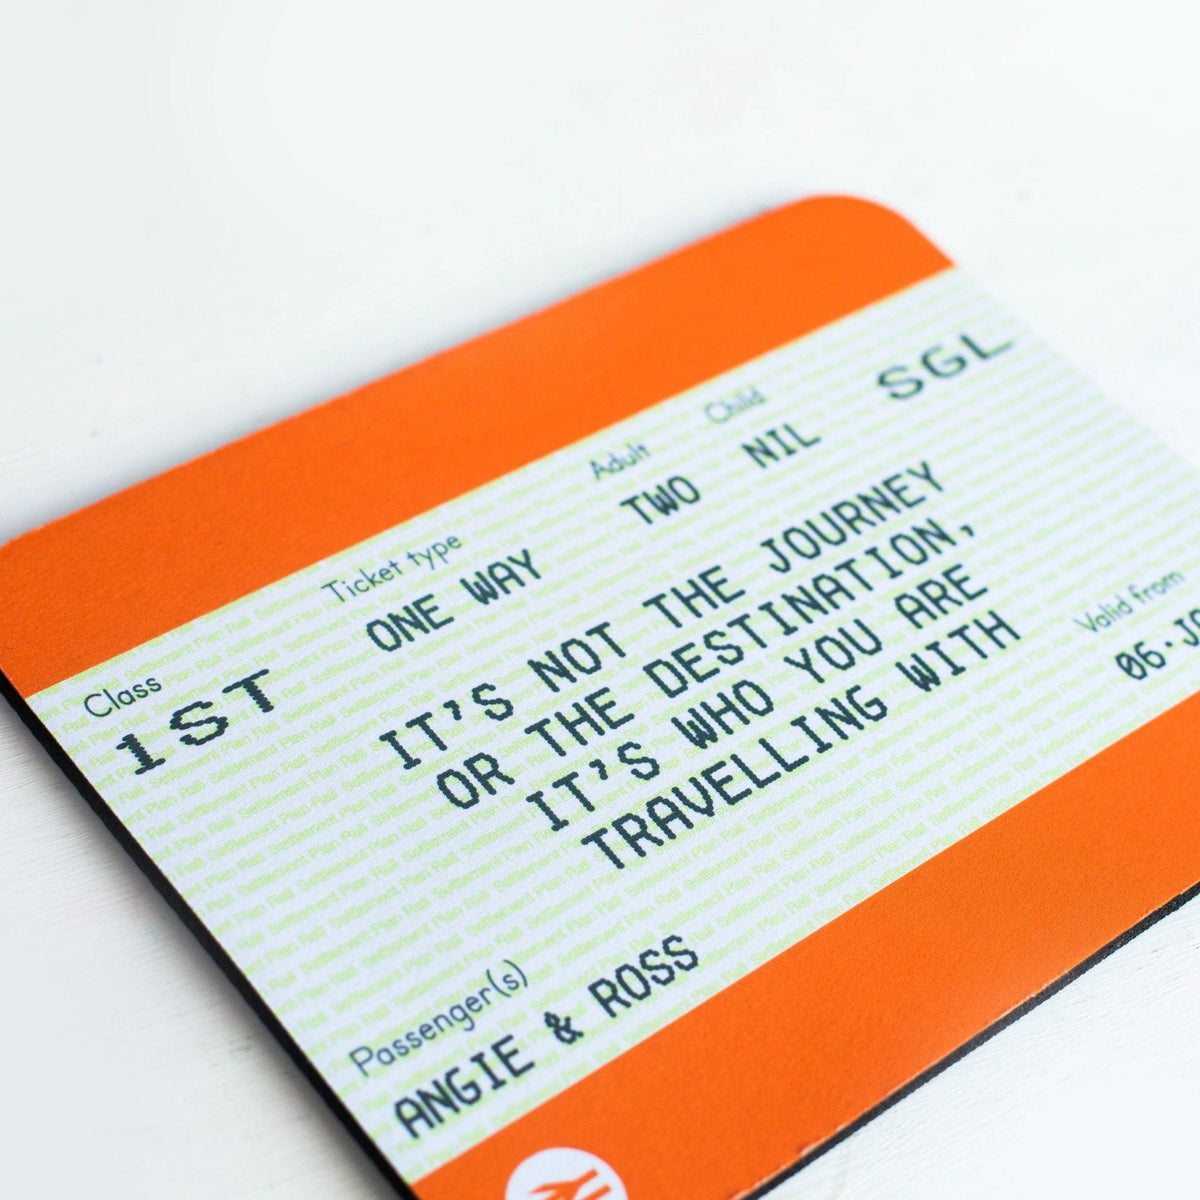 Class Ticket type Adult Child
1ST ONE WAY TWO NIL SGL
IT'S NOT THE JOURNEY
OR THE DESTINATION,
IT'S WHO YOU ARE
TRAVELLING WITH
Valid from
Passenger(s)
ANGIE & ROSS